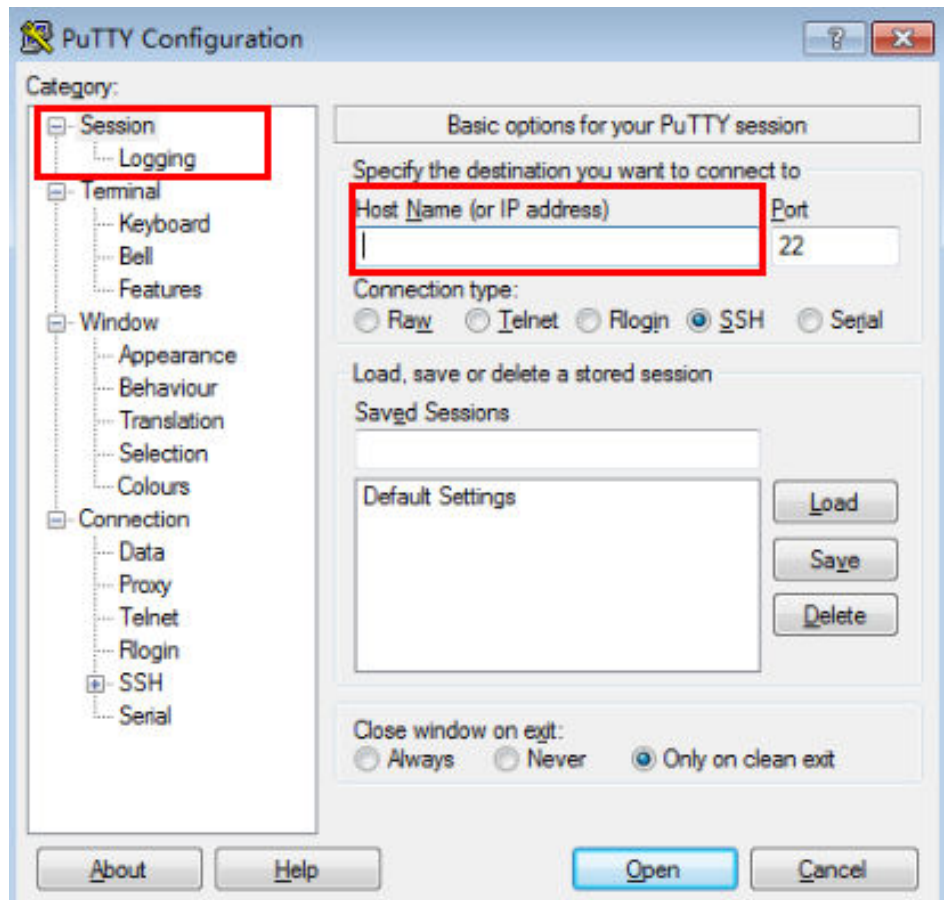 PuTTY Configuration
Category:
Session
Logging
Terminal
Keyboard
Bell
Features
Window
Appearance
Behaviour
Translation
Selection
Colours
Connection
Data
Proxy
Telnet
Rlogin
SSH
Serial
Basic options for your PuTTY session
Specify the destination you want to connect to
Host Name (or IP address) Port
22
Connection type:
Raw Telnet Rlogin SSH Serial
Load, save or delete a stored session
Saved Sessions
Default Settings
Load
Save
Delete
Close window on exit:
Always Never Only on clean exit
About Help Open Cancel